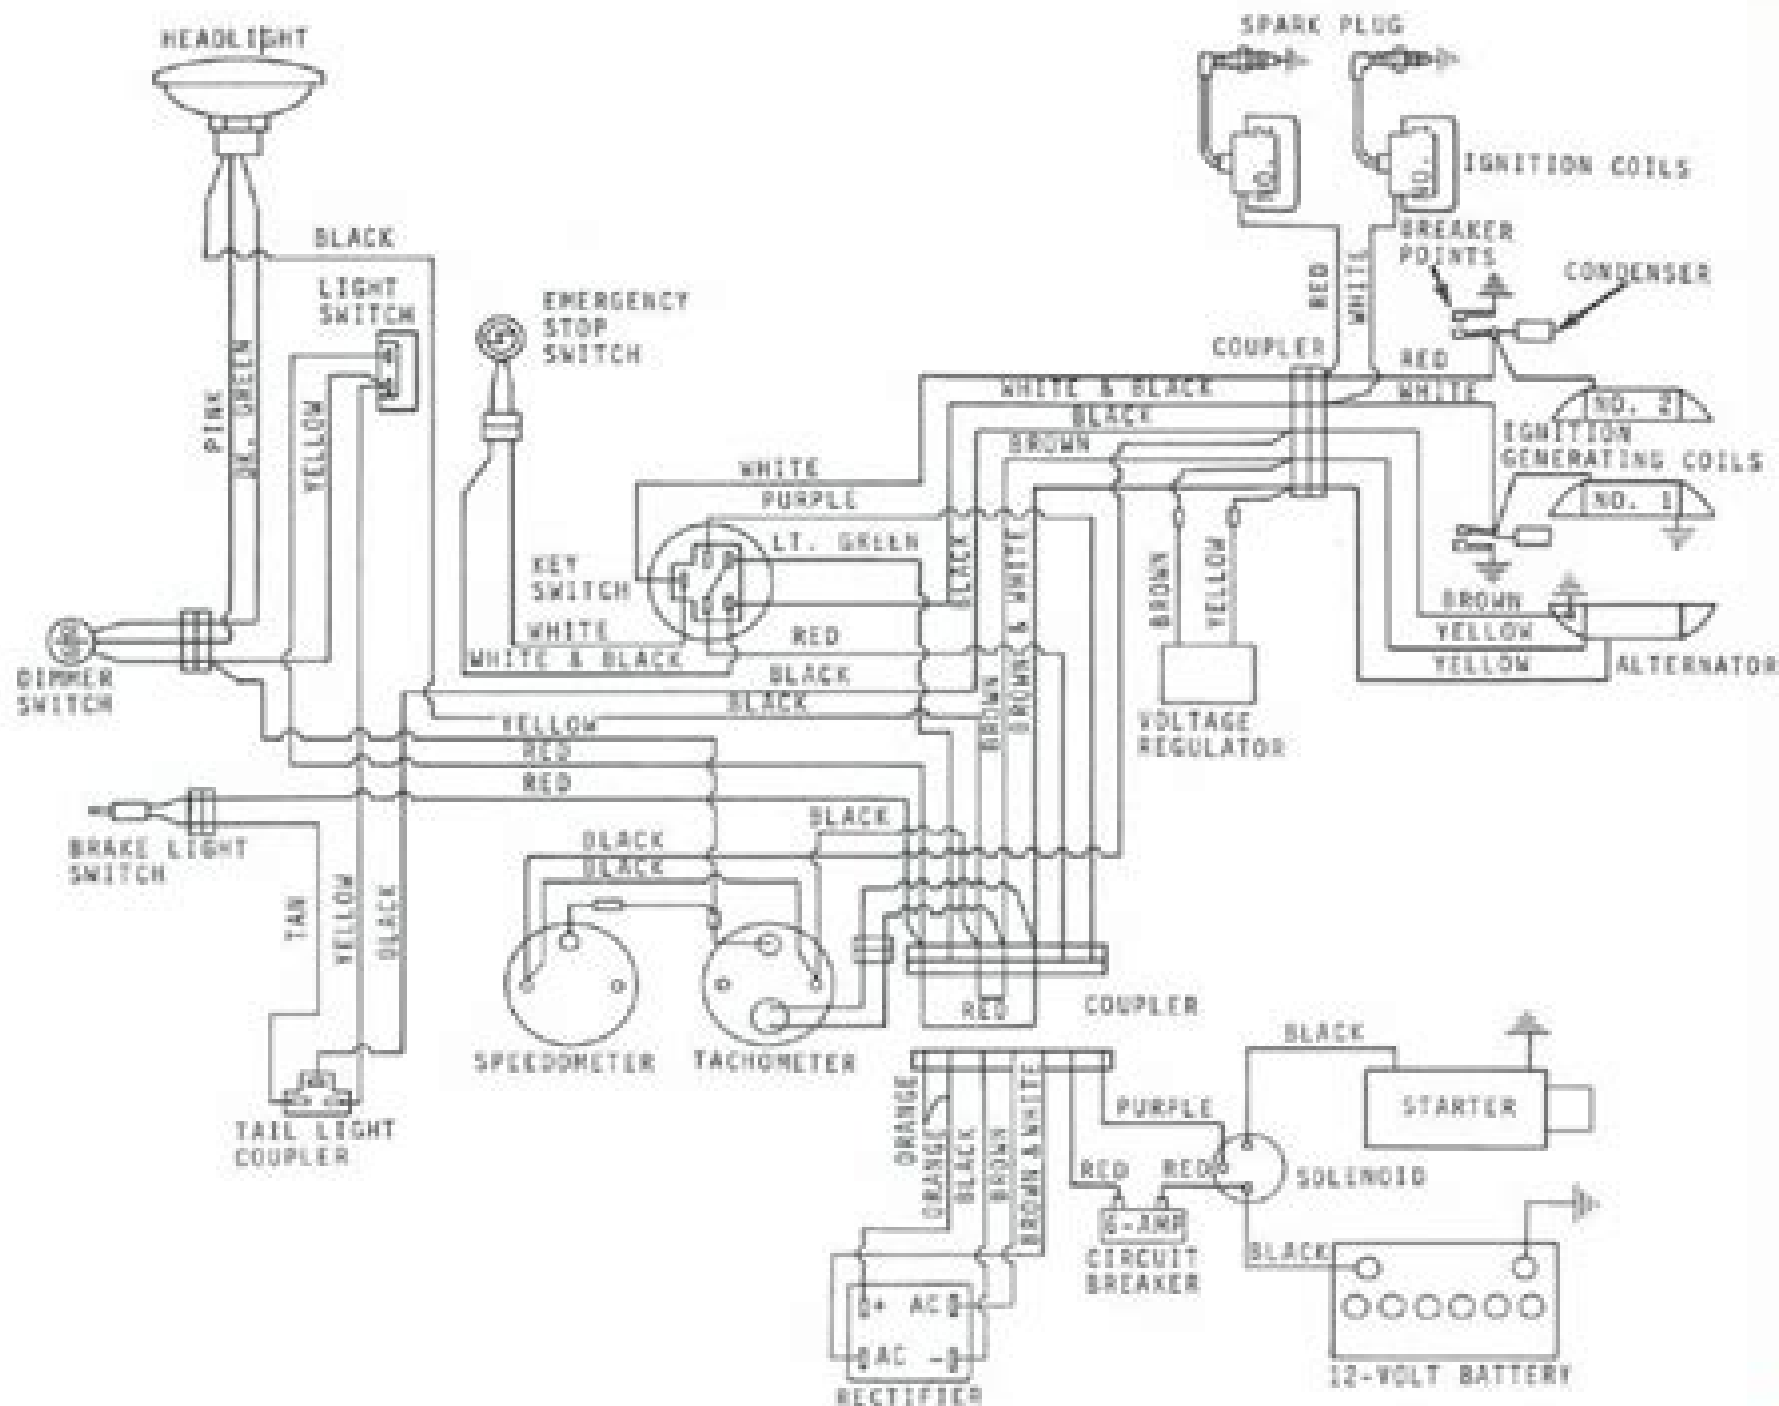 SPARK PLUG
HEADLIGHT
NO.
NO.
IGNITION COILS
BLACK
BREAKER
POINTS
RED
WHITE
CONDENSER
LIGHT
SWITCH
EMERGENCY
STOP
SWITCH
COUPLER
RED
WHITE & BLACK
WHITE
PINK
DK. GREEN
YELLOW
BLACK
NO. 2
BROWN
IGNITION
GENERATING COILS
WHITE
PURPLE
NO. 1
LT. GREEN
BLACK
BROWN & WHITE
KEY
SWITCH
BROWN
YELLOW
BROWN
WHITE
RED
YELLOW
WHITE & BLACK
YELLOW
ALTERNATOR
DIMMER
SWITCH
BLACK
BLACK
BROWN
BROWN & WHITE
VOLTAGE
REGULATOR
YELLOW
RED
RED
BLACK
BRAKE LIGHT
SWITCH
BLACK
BLACK
TAN
YELLOW
BLACK
RED
COUPLER
SPEEDOMETER
TACHOMETER
BLACK
STARTER
ORANGE
ORANGE
BLACK
BROWN
BROWN & WHITE
PURPLE
TAIL LIGHT
COUPLER
RED
RED
SOLENOID
6-AMP
CIRCUIT
BREAKER
BLACK
+ AC
AC -
RECTIFIER
12-VOLT BATTERY